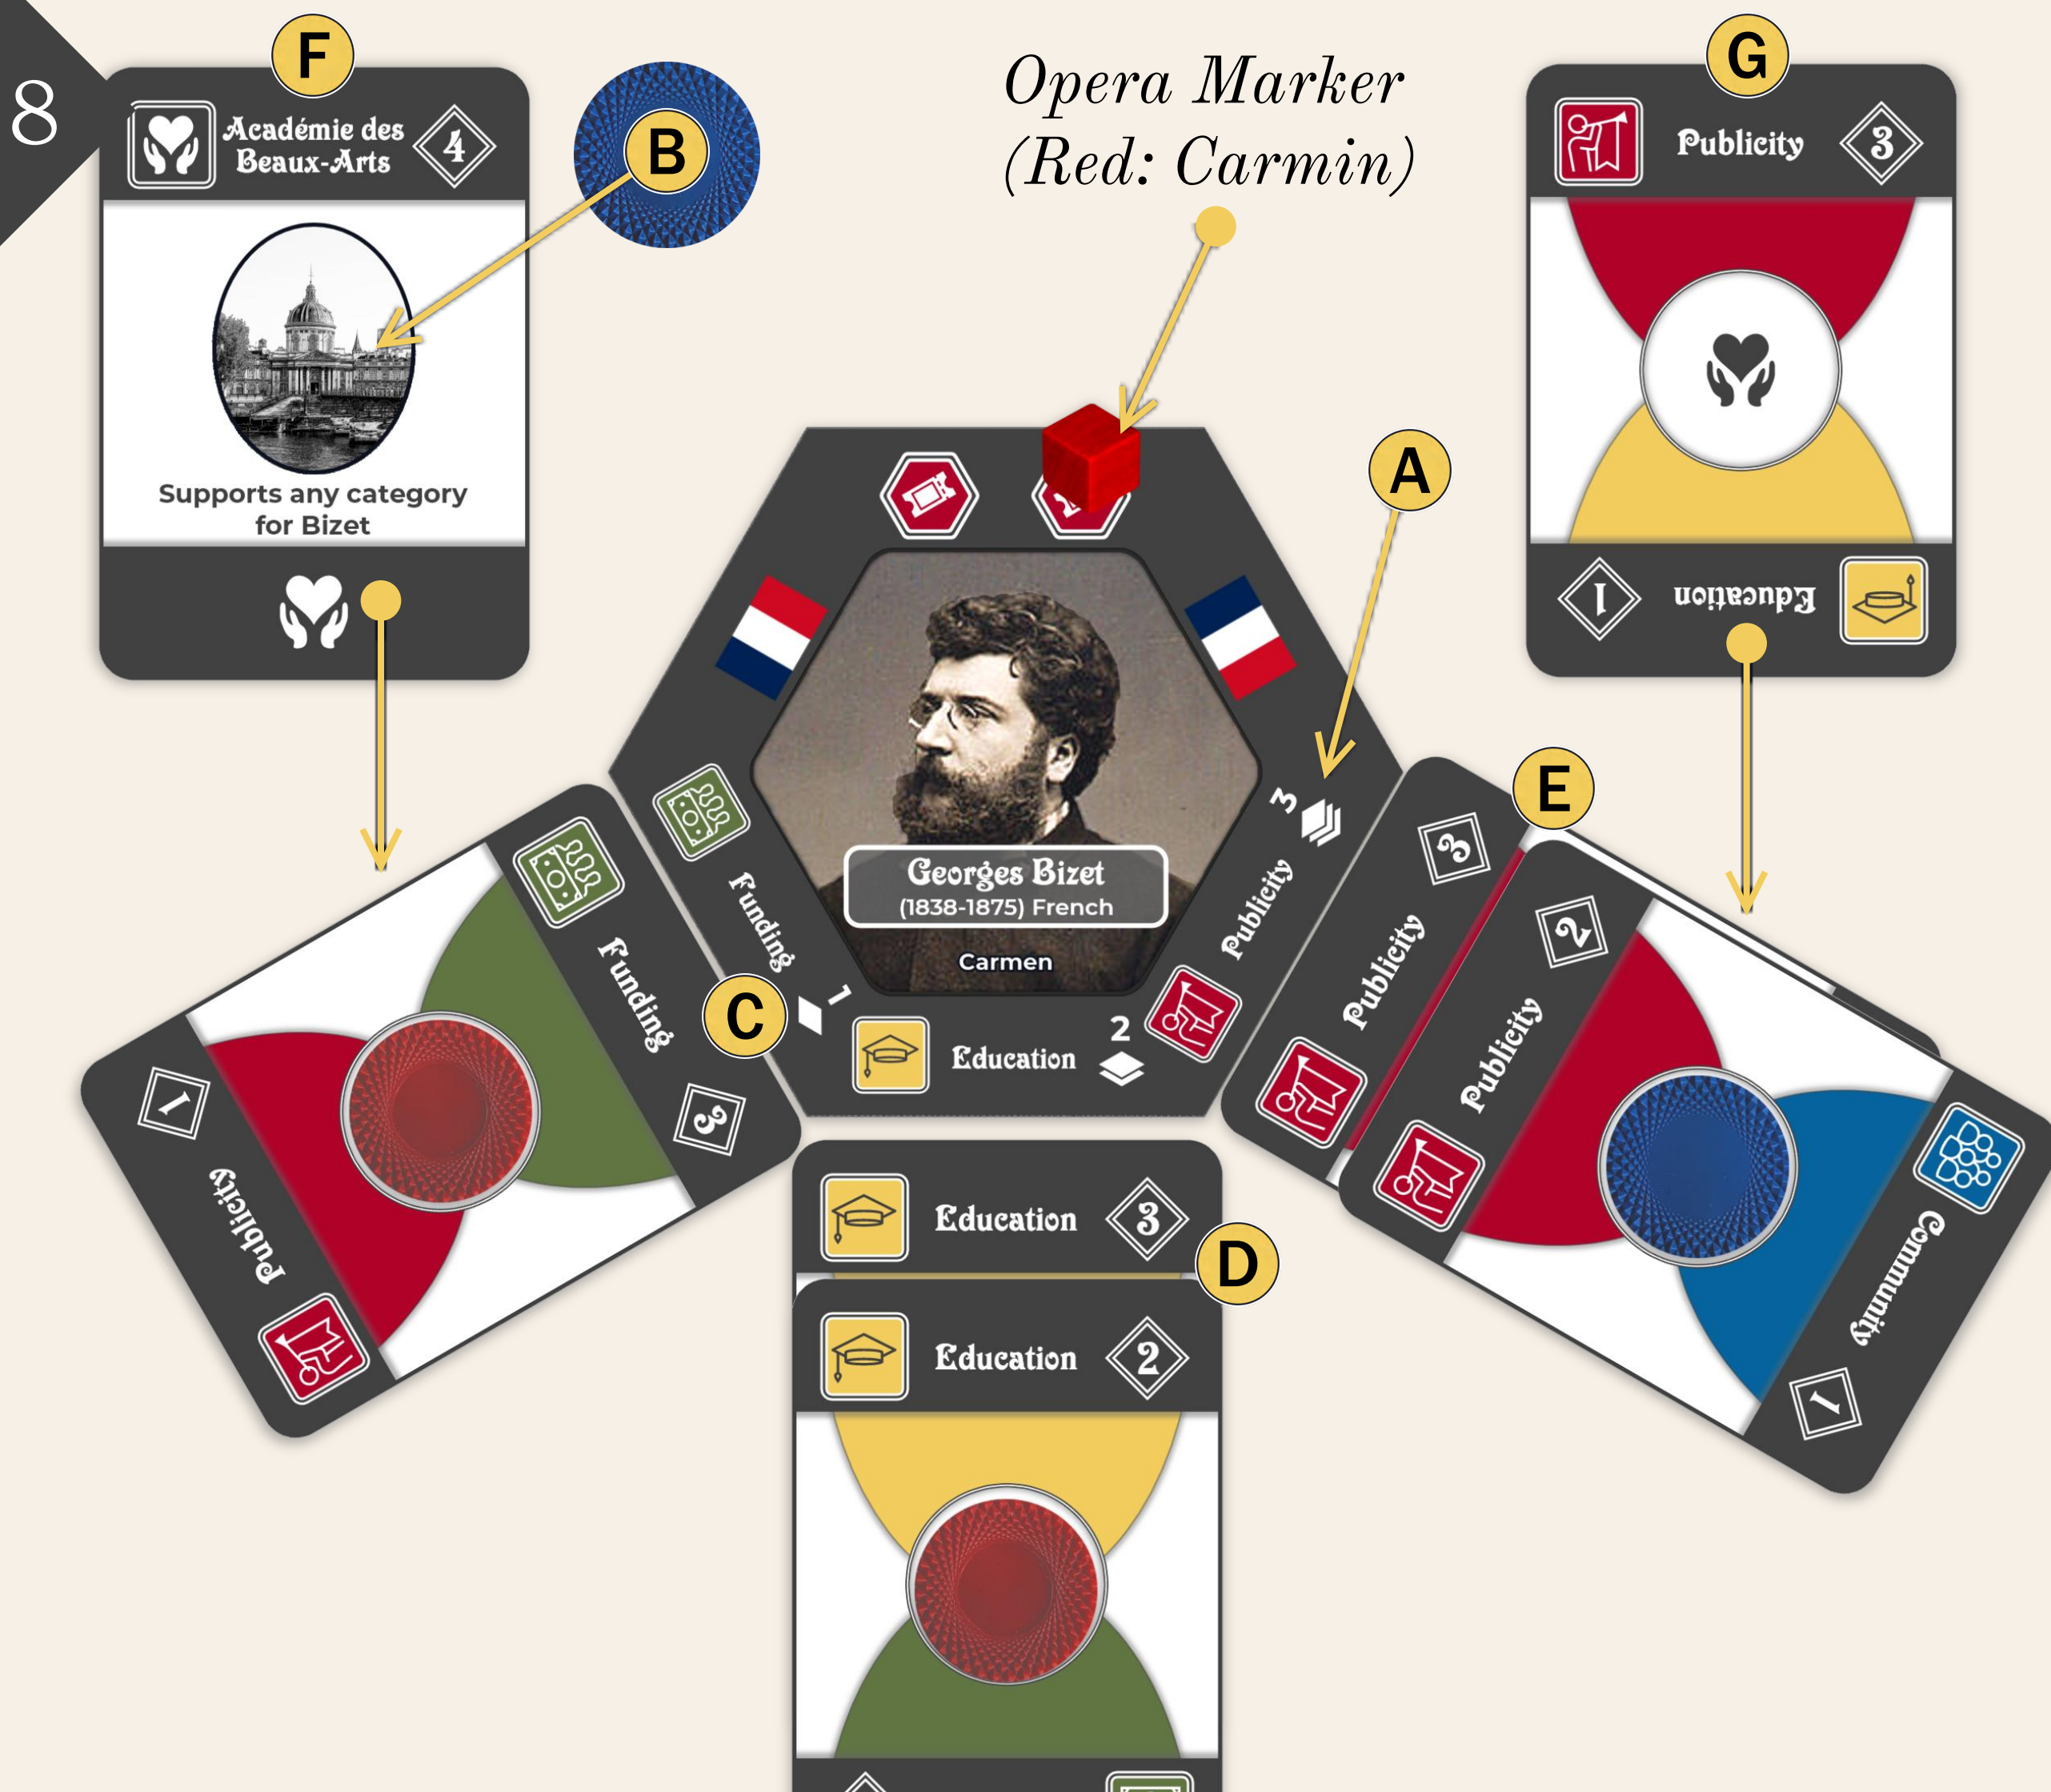 8
F
Académie des
Beaux-Arts
4
Supports any category
for Bizet
B
Opera Marker
(Red: Carmin)
G
Publicity
3
1
Education
A
Georges Bizet
(1838-1875) French
Carmen
Funding
1
Education
2
Publicity
3
C
Funding
3
Publicity
1
E
Publicity
3
Publicity
2
Community
1
D
Education
3
Education
2